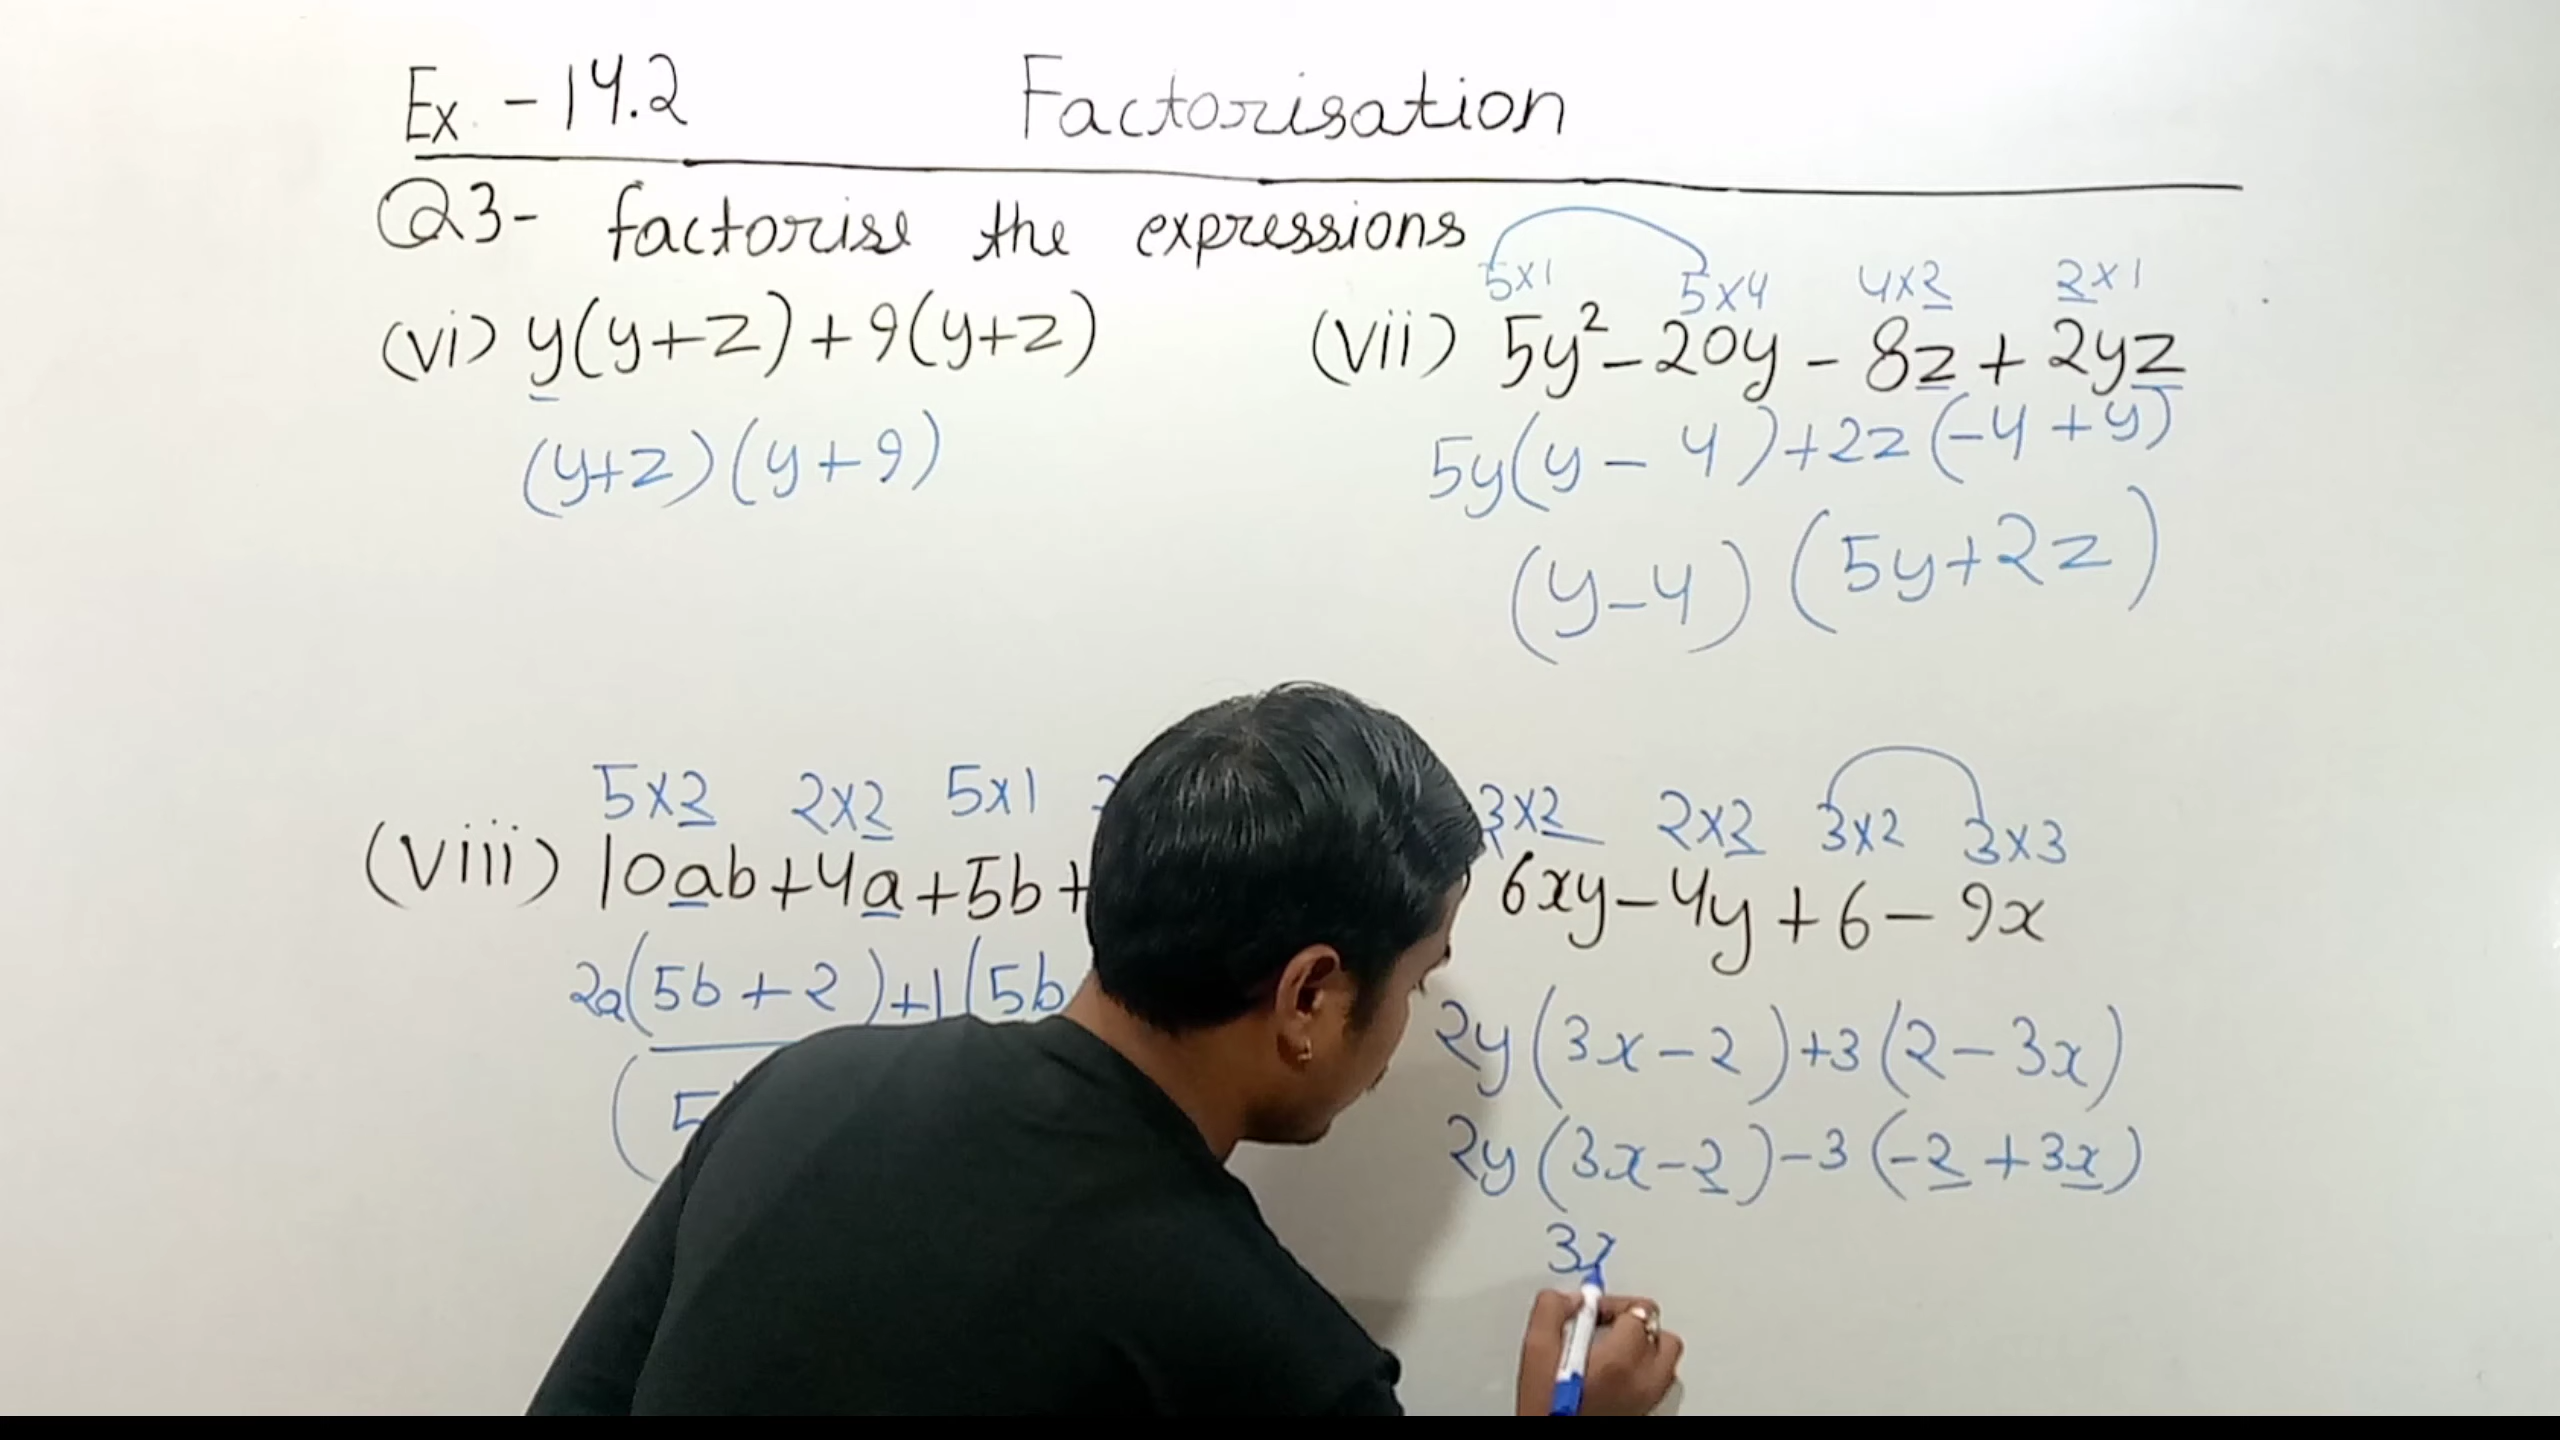 Ex - 14.2 Factorisation
Q3- factorise the expressions
(vi) y(y+z)+9(y+z)
(y+z)(y+9)
5x1 5x4 4x2 2x1
(vii) 5y²-20y-8z+2yz
5y(y-4)+2z(-4+y)
(y-4)(5y+2z)
5x2 2x2 5x1
(viii) 10ab+4a+5b+
2a(5b+2)+1(5b
(5
3x2 2x2 3x2 3x3
6xy-4y+6-9x
2y(3x-2)+3(2-3x)
2y(3x-2)-3(-2+3x)
3